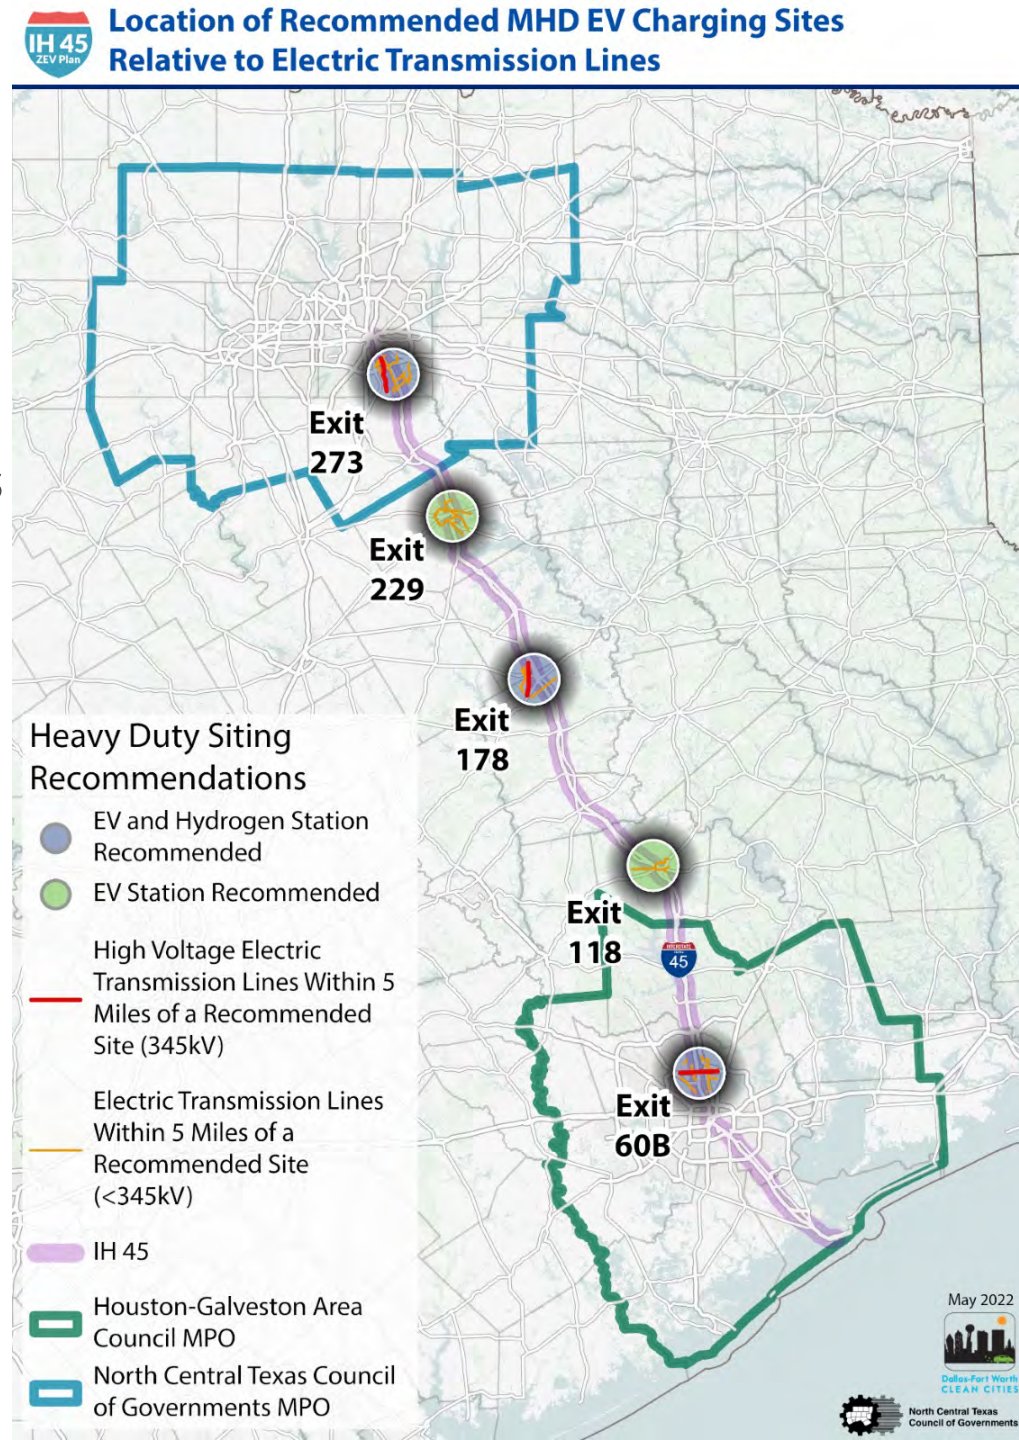 IH 45
ZEV Plan
Location of Recommended MHD EV Charging Sites
Relative to Electric Transmission Lines
Exit
273
Exit
229
Exit
178
Exit
118
INTERSTATE
45
Exit
60B
Heavy Duty Siting
Recommendations
EV and Hydrogen Station
Recommended
EV Station Recommended
High Voltage Electric
Transmission Lines Within 5
Miles of a Recommended
Site (345kV)
Electric Transmission Lines
Within 5 Miles of a
Recommended Site
(<345kV)
IH 45
Houston-Galveston Area
Council MPO
North Central Texas Council
of Governments MPO
May 2022
Dallas-Fort Worth
CLEAN CITIES
North Central Texas
Council of Governments